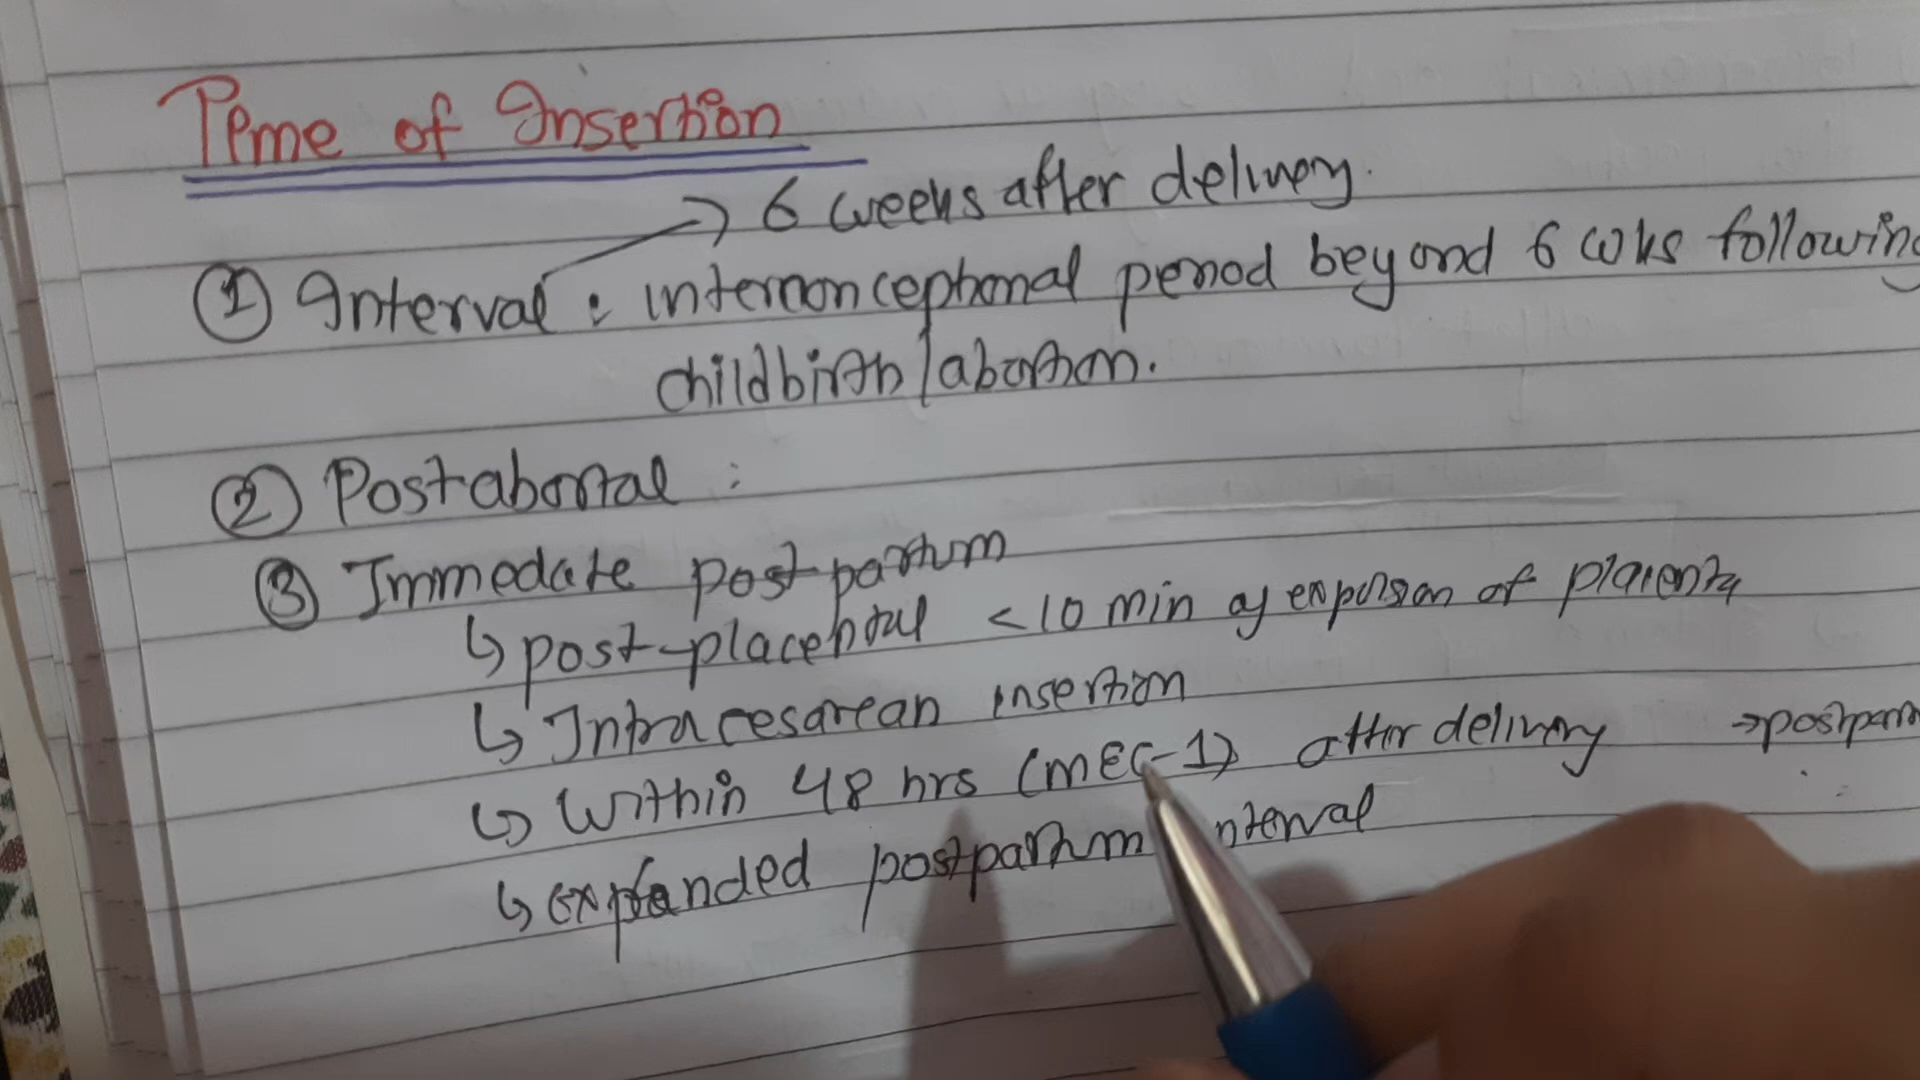 Time of Insertion
→ 6 weeks after delivery.
① Interval : interconceptional period beyond 6 wks following
childbirth/abortion.
② Postabortal :
③ Immediate postpartum
↳ post-placental <10 min of expulsion of placenta
↳ Intracesarean insertion
↳ Within 48 hrs (MEC-1) after delivery → postpar
↳ extended postpartum interval